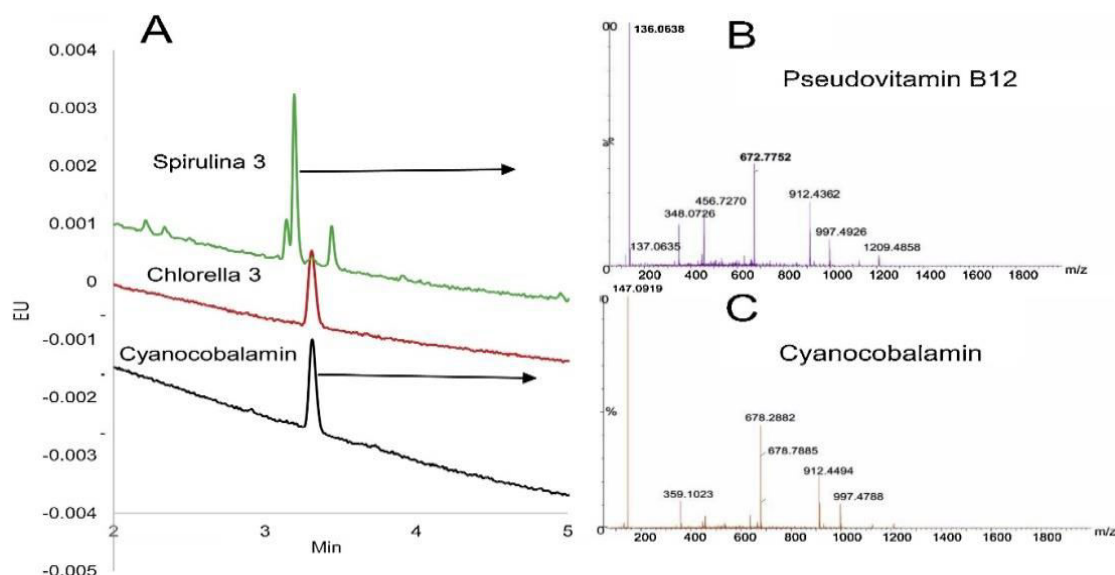 A
0.004
0.003
0.002
0.001
0
-0.001
-0.002
-0.003
-0.004
-0.005
EU
Spirulina 3
Chlorella 3
Cyanocobalamin
2
3
4
5
Min
B
00
136.0638
Pseudovitamin B12
%
672.7752
456.7270
348.0726
912.4362
997.4926
137.0635
1209.4858
0
200 400 600 800 1000 1200 1400 1600 1800 m/z
147.0919
C
0
Cyanocobalamin
%
678.2882
678.7885
912.4494
359.1023
997.4788
0
200 400 600 800 1000 1200 1400 1600 1800 m/z